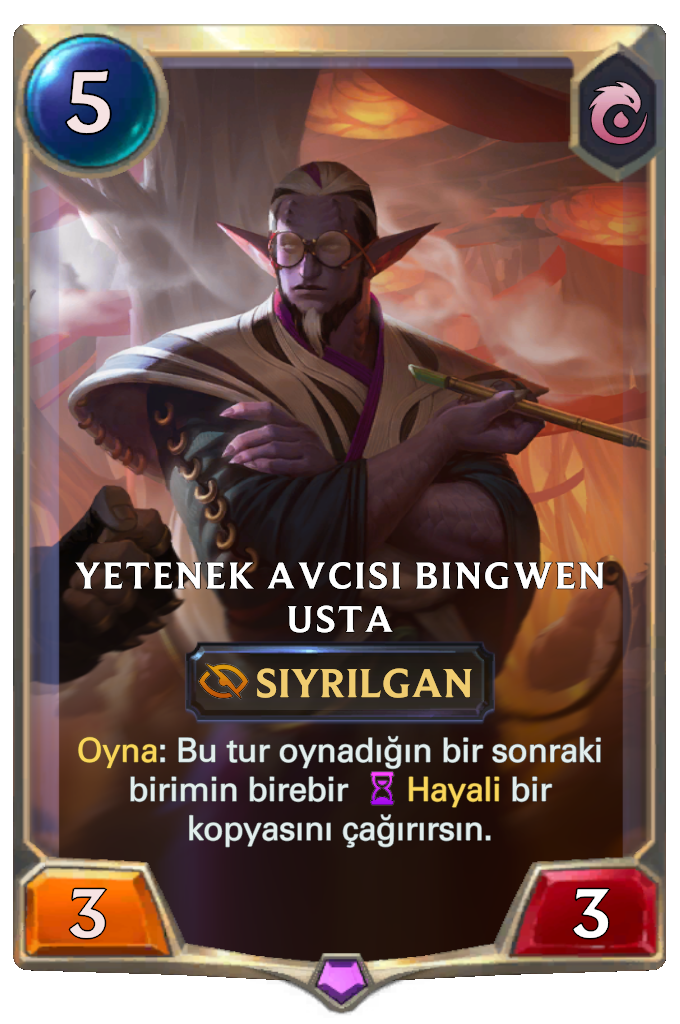 5
YETENEK AVCISI BINGWEN
USTA
SIYRILGAN
Oyna: Bu tur oynadığın bir sonraki
birimin birebir Hayali bir
kopyasını çağırırsın.
3
3